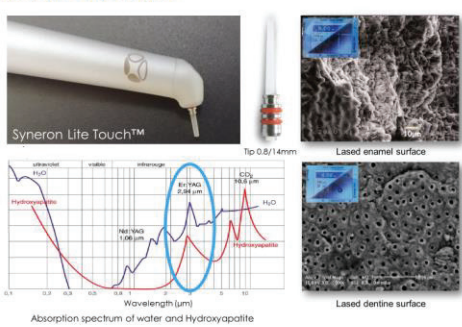 Syneron Lite Touch™
Tip 0.8/14mm
10µm
Lased enamel surface
ultraviolet
visible
infrarouge
H₂O
Er:YAG
2,94 µm
CO₂
10,6 µm
Hydroxyapatite
Nd:YAG
1,06 µm
H₂O
Hydroxyapatite
Wavelength (µm)
Absorption spectrum of water and Hydroxyapatite
Lased dentine surface